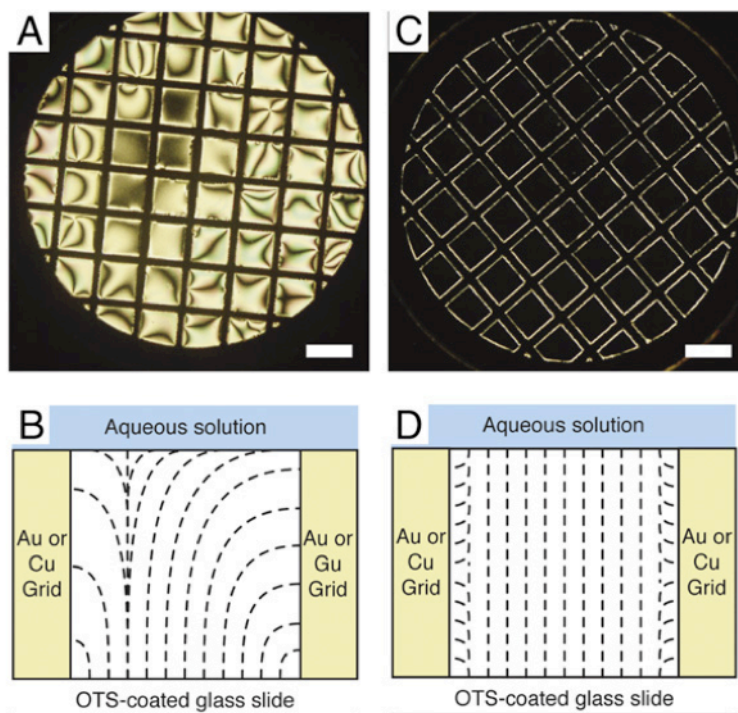 A
C
B
Aqueous solution
Au or
Cu
Grid
Au or
Gu
Grid
OTS-coated glass slide
D
Aqueous solution
Au or
Cu
Grid
Au or
Cu
Grid
OTS-coated glass slide